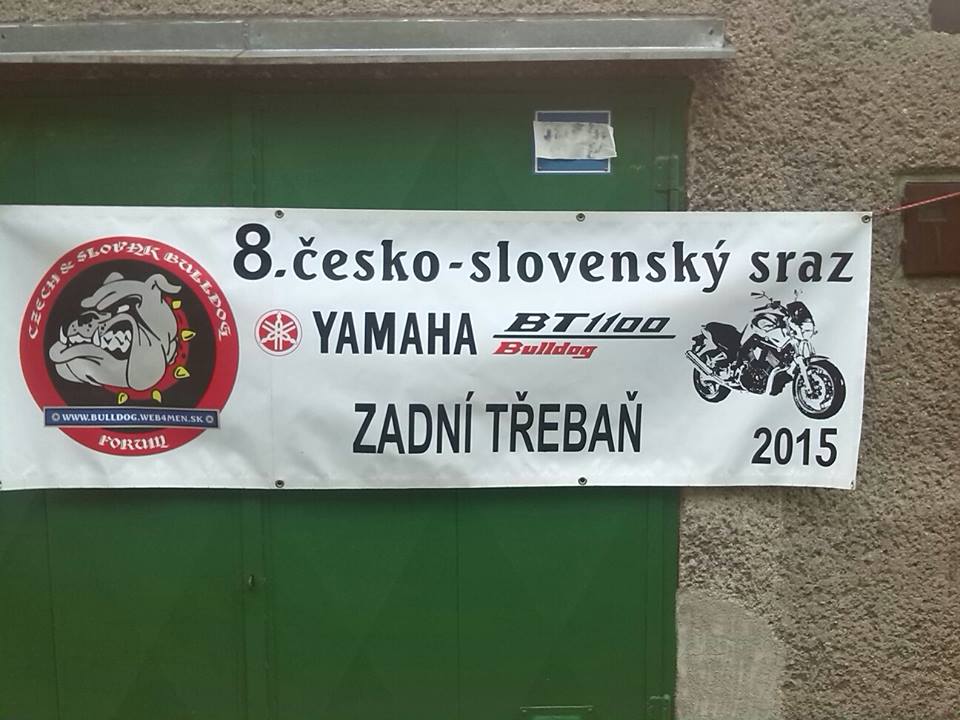 8. česko-slovenský sraz
YAMAHA BT1100
Bulldog
ZADNÍ TŘEBAŇ
2015
CZECH & SLOVAK BULLDOG
WWW.BULLDOG.WEB4MEN.SK
FORUM